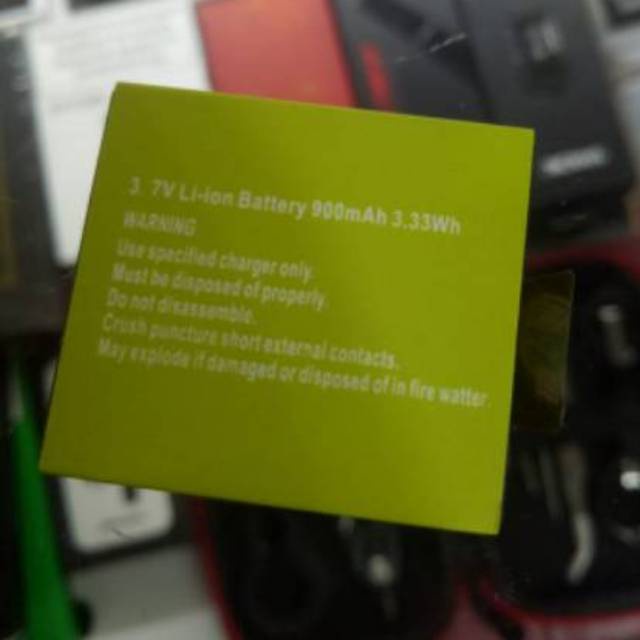 3. 7V Li-ion Battery 900mAh 3.33Wh
WARNING
Use specified charger only.
Must be disposed of properly.
Do not disassemble.
Crush puncture short external contacts.
May explode if damaged or disposed of in fire watter.